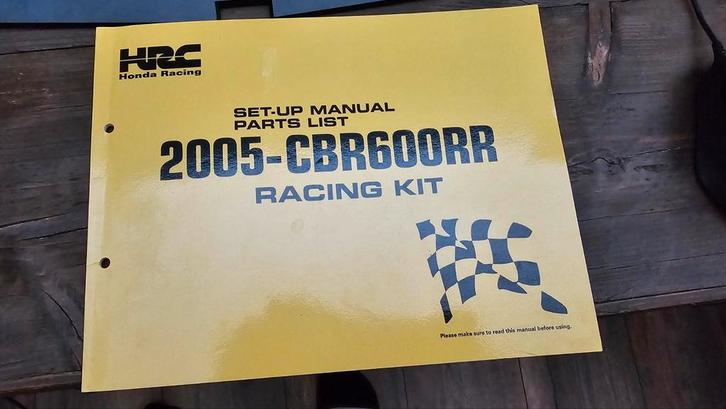 HRC
Honda Racing
SET-UP MANUAL
PARTS LIST
2005-CBR600RR
RACING KIT
Please make sure to read this manual before using.